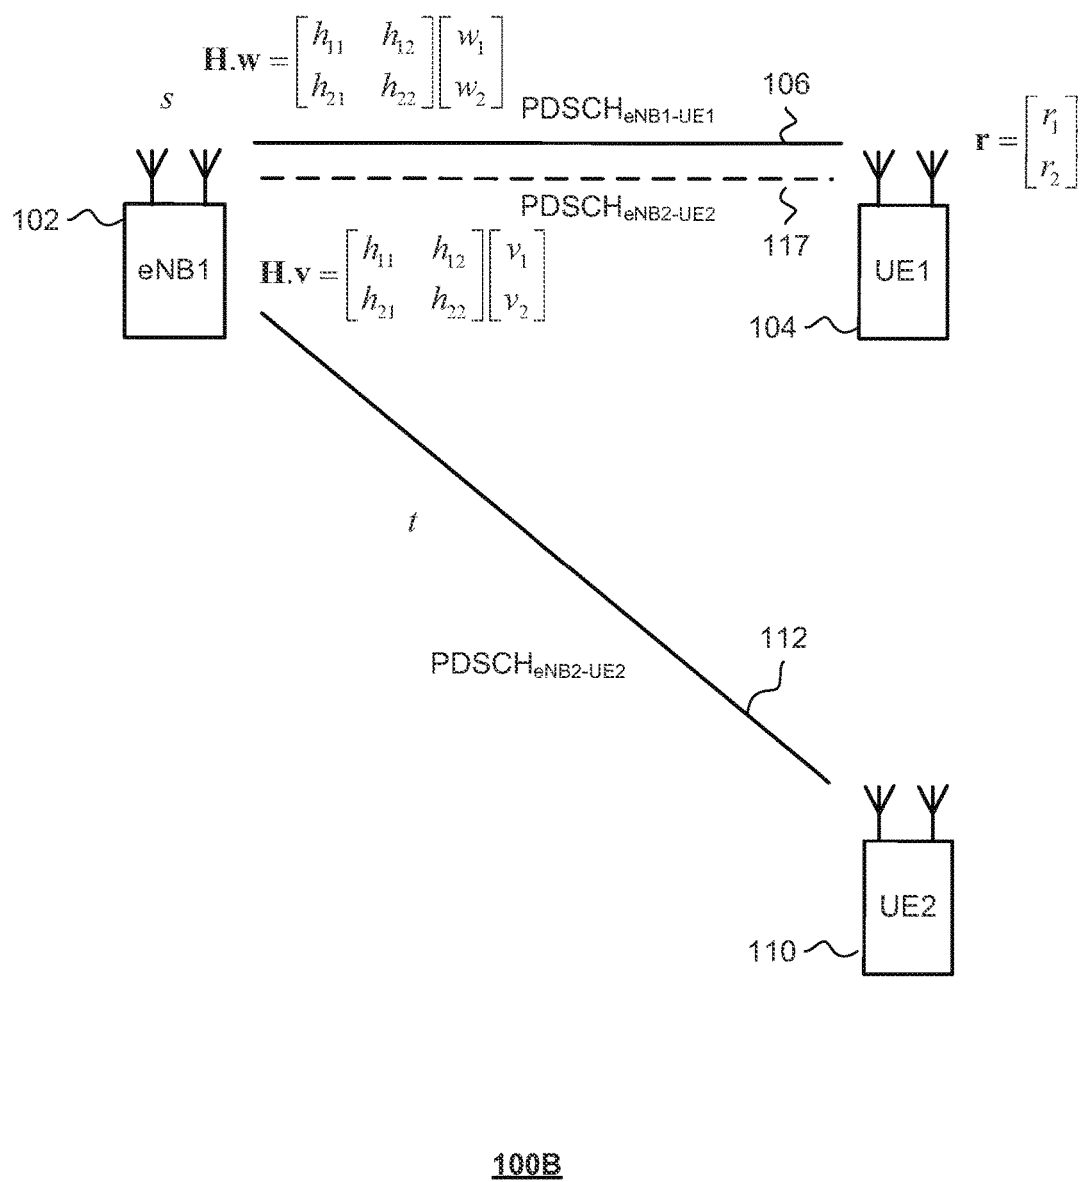 H.w = [h11 h12; h21 h22] [w1; w2]
s
PDSCHeNB1-UE1
106
r = [r1; r2]
102
eNB1
PDSCHeNB2-UE2
117
UE1
104
H.v = [h11 h12; h21 h22] [v1; v2]
t
112
PDSCHeNB2-UE2
UE2
110
100B